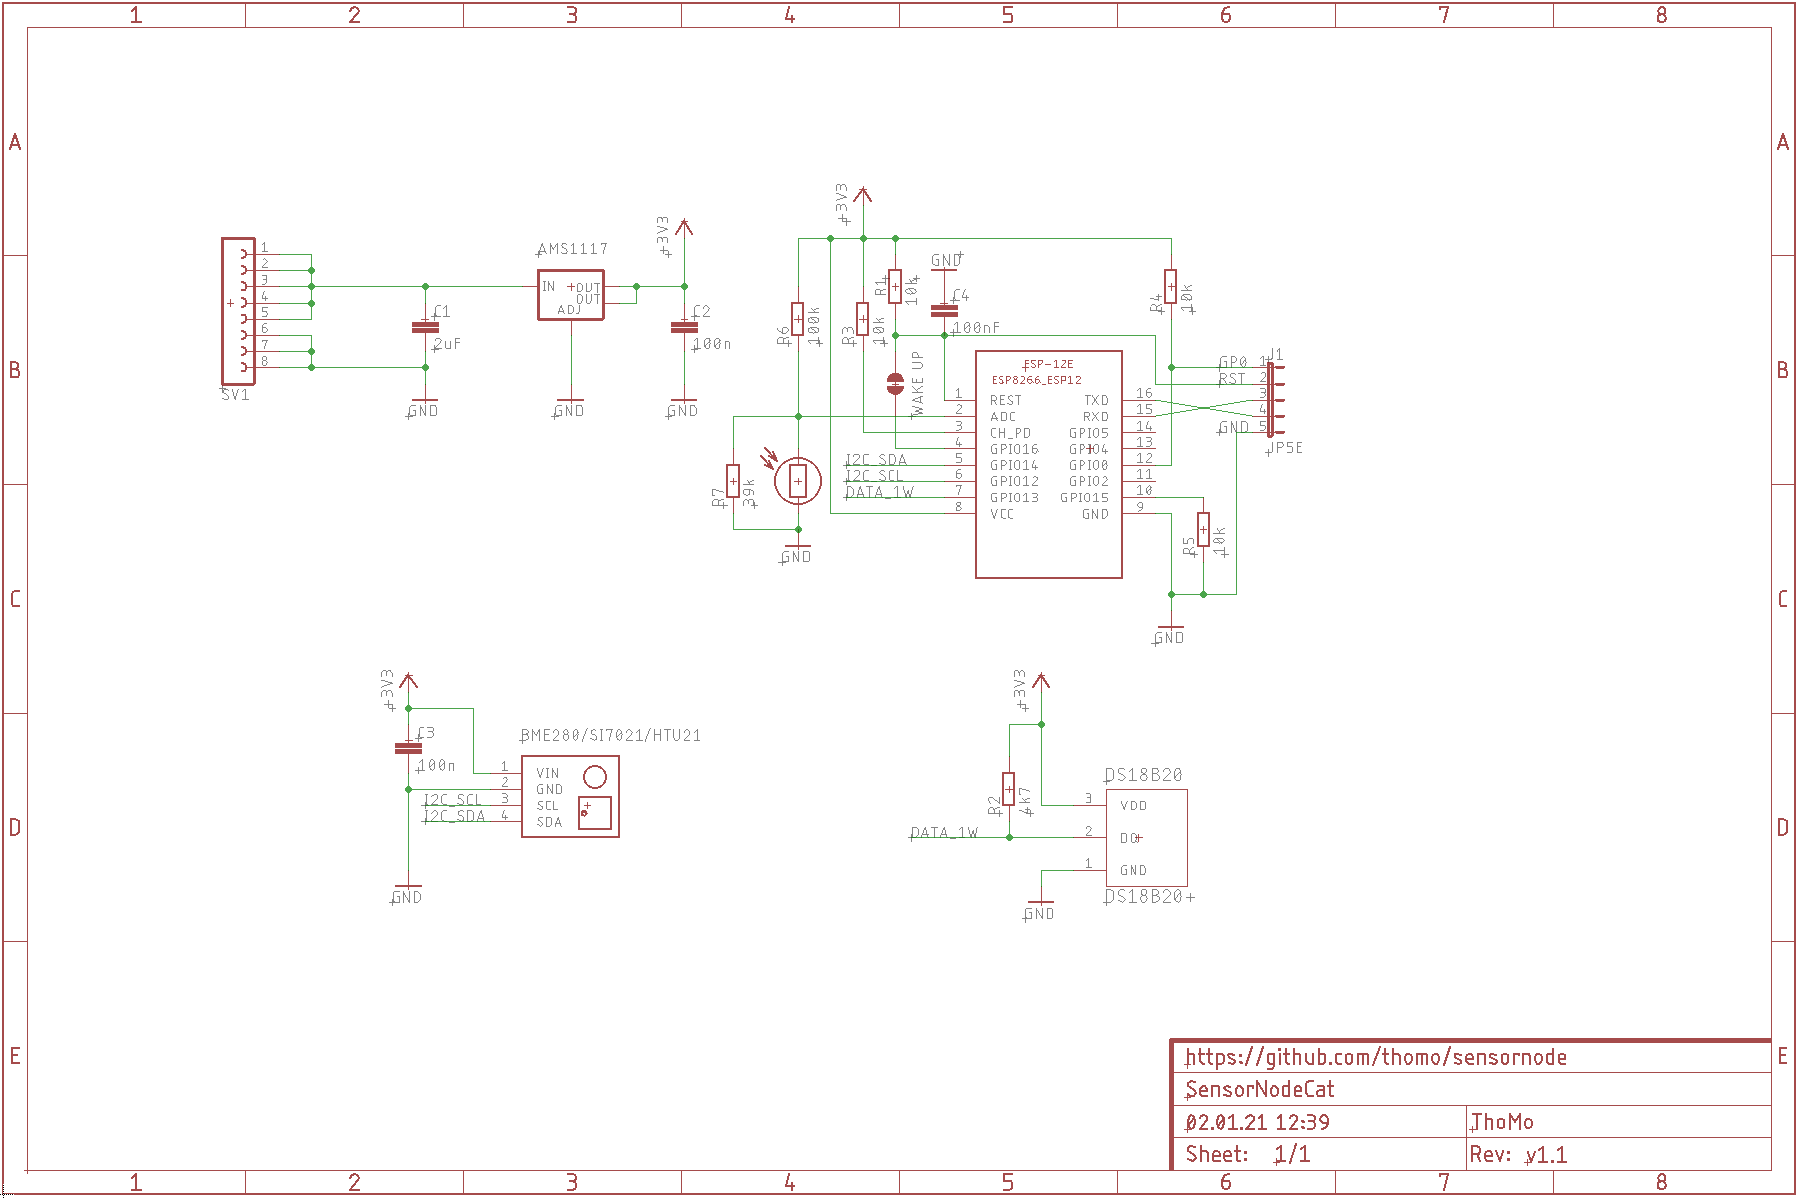 1 2 3 4 5 6 7 8
A A
B B
C C
D D
E E
1
2
3
4
5
6
7
8
SV1
C1
2uF
GND
AMS1117
IN
OUT
OUT
ADJ
GND
+3V3
C2
100n
GND
+3V3
R6
100k
R3
10k
R1
10k
GND
C4
100nF
WAKE UP
R7
39k
GND
ESP-12E
ESP8266_ESP12
1 REST TXD 16
2 ADC RXD 15
3 CH_PD GPIO5 14
4 GPIO16 GPIO4 13
I2C_SDA 5 GPIO14 GPIO0 12
I2C_SCL 6 GPIO12 GPIO2 11
DATA_1W 7 GPIO13 GPIO15 10
8 VCC GND 9
R4
10k
R5
10k
GND
J1
GP0 1
RST 2
3
4
GND 5
JP5E
+3V3
C3
100n
GND
BME280/SI7021/HTU21
1 VIN
2 GND
I2C_SCL 3 SCL
I2C_SDA 4 SDA
+3V3
R2
4k7
DATA_1W
GND
DS18B20
3 VDD
2 DQ
1 GND
DS18B20+
https://github.com/thomo/sensornode
SensorNodeCat
02.01.21 12:39 ThoMo
Sheet: 1/1 Rev: v1.1
1 2 3 4 5 6 7 8